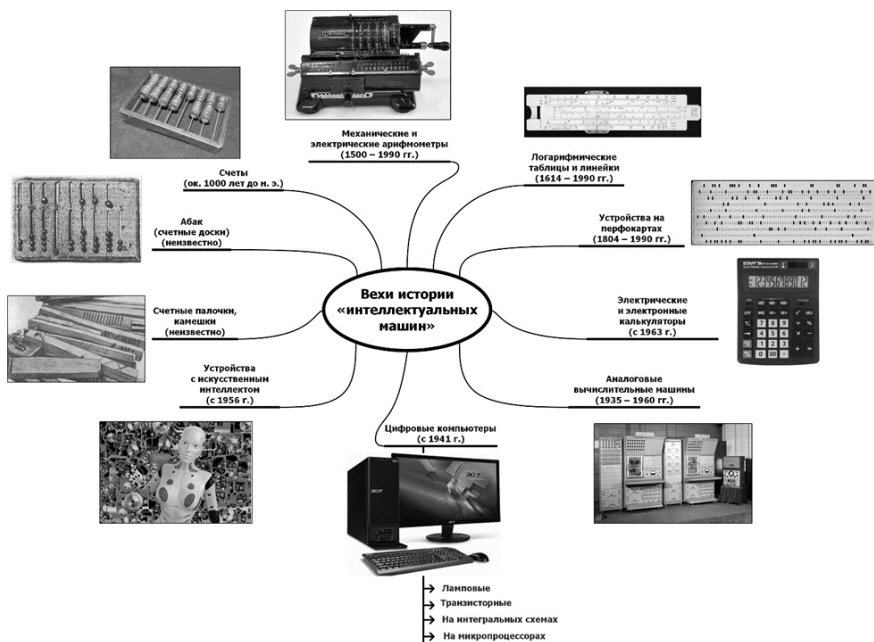 Механические и
электрические арифмометры
(1500 – 1990 гг.)
Логарифмические
таблицы и линейки
(1614 – 1990 гг.)
Счеты
(ок. 1000 лет до н. э.)
Абак
(счетные доски)
(неизвестно)
Устройства на
перфокартах
(1804 – 1990 гг.)
Вехи истории
«интеллектуальных
машин»
Счетные палочки,
камешки
(неизвестно)
Электрические
и электронные
калькуляторы
(с 1963 г.)
Устройства
с искусственным
интеллектом
(с 1956 г.)
Аналоговые
вычислительные машины
(1935 – 1960 гг.)
Цифровые компьютеры
(с 1941 г.)
acer
acer
Ламповые
Транзисторные
На интегральных схемах
На микропроцессорах